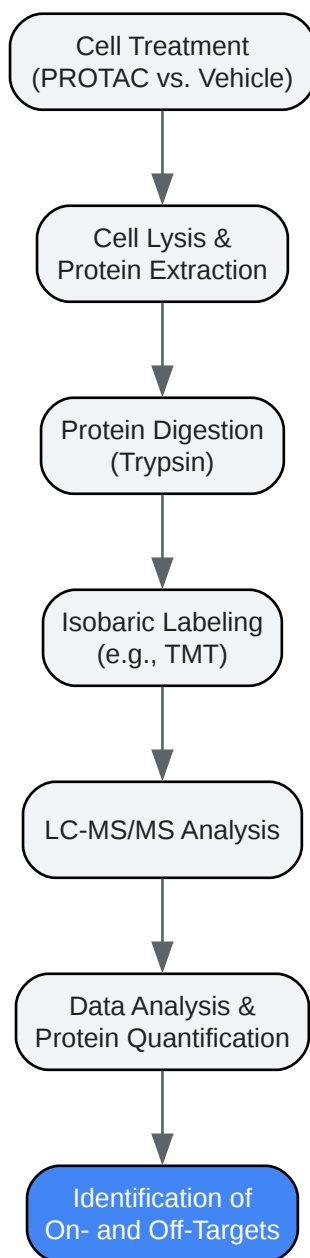 Cell Treatment
(PROTAC vs. Vehicle)
Cell Lysis &
Protein Extraction
Protein Digestion
(Trypsin)
Isobaric Labeling
(e.g., TMT)
LC-MS/MS Analysis
Data Analysis &
Protein Quantification
Identification of
On- and Off-Targets